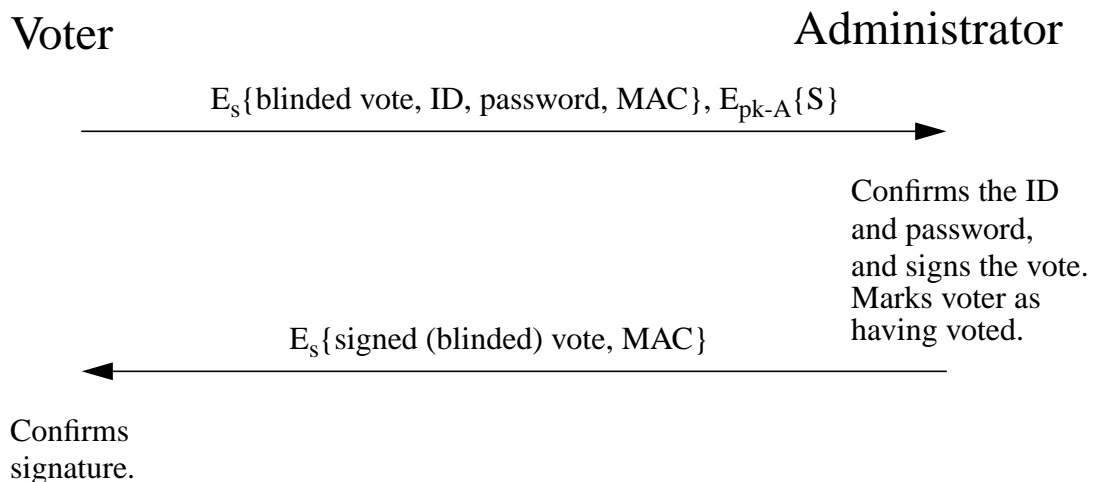 Voter
Administrator
E_s{blinded vote, ID, password, MAC}, E_pk-A{S}
Confirms the ID
and password,
and signs the vote.
Marks voter as
having voted.
E_s{signed (blinded) vote, MAC}
Confirms
signature.